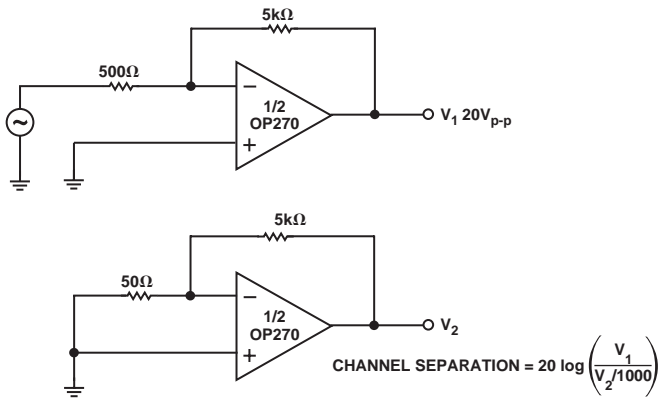 5kΩ
500Ω
−
1/2
OP270
+
V1 20Vp-p
5kΩ
50Ω
−
1/2
OP270
+
V2
CHANNEL SEPARATION = 20 log (V1 / V2/1000)